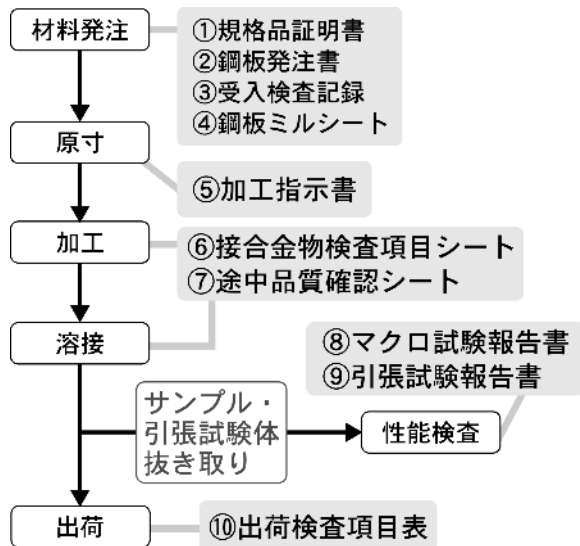 材料発注
①規格品証明書
②鋼板発注書
③受入検査記録
④鋼板ミルシート
原寸
⑤加工指示書
加工
⑥接合金物検査項目シート
⑦途中品質確認シート
溶接
⑧マクロ試験報告書
⑨引張試験報告書
サンプル・
引張試験体
抜き取り
性能検査
出荷
⑩出荷検査項目表